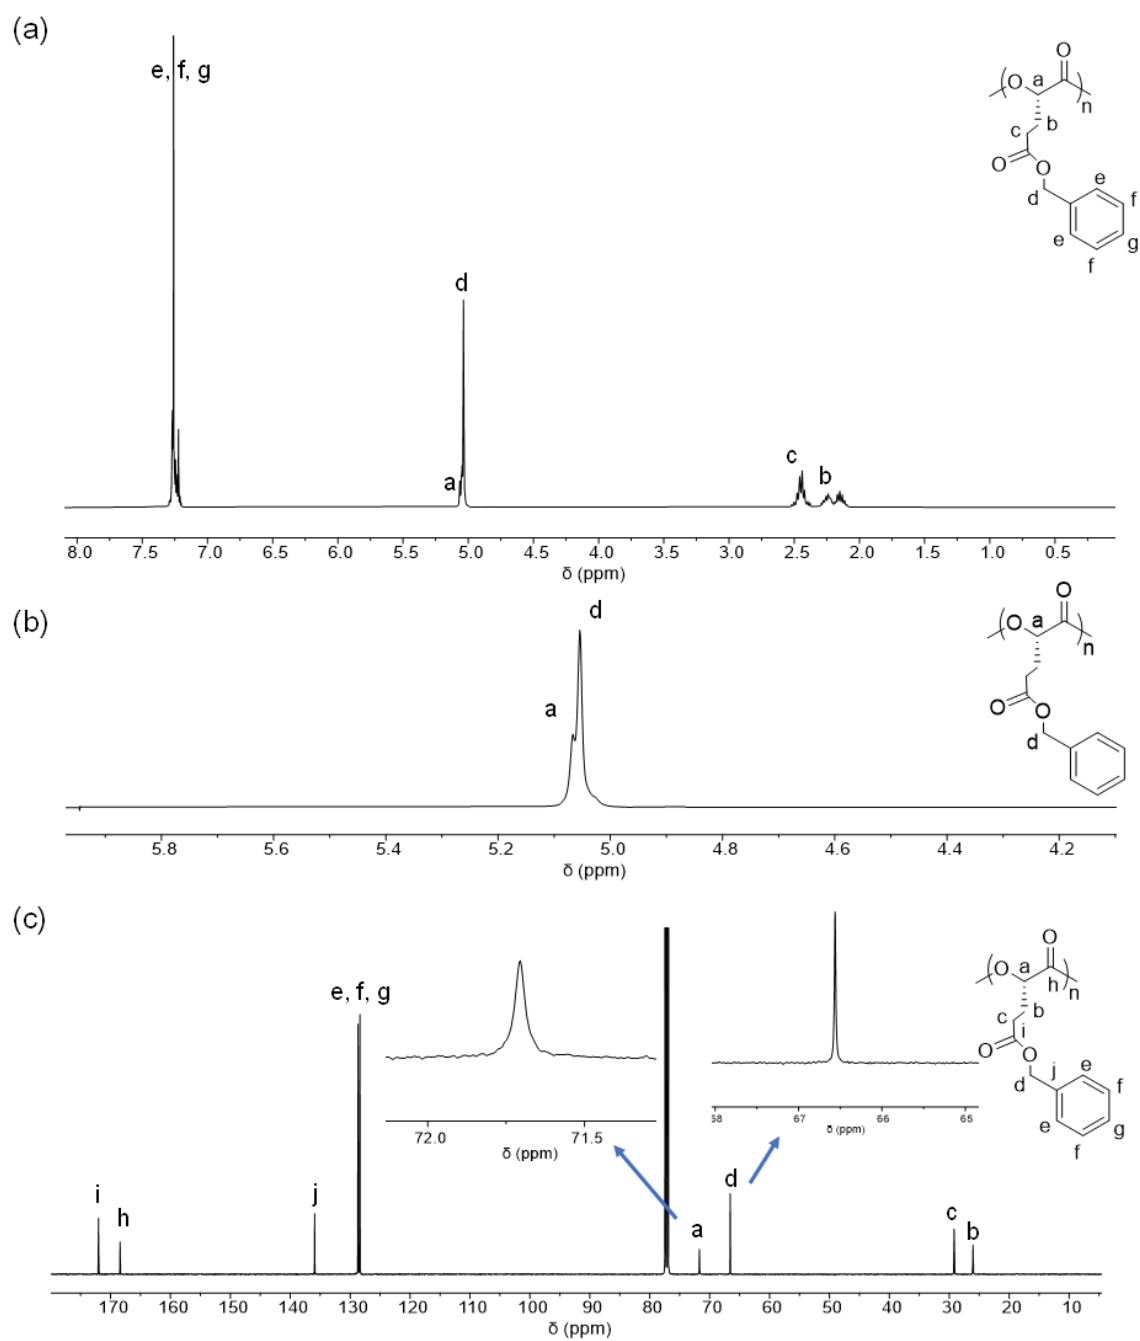 (a)
e, f, g
a
d
c
b
O
O
a
n
c
b
O
O
d
e
f
e
g
f
8.0 7.5 7.0 6.5 6.0 5.5 5.0 4.5 4.0 3.5 3.0 2.5 2.0 1.5 1.0 0.5
δ (ppm)
(b)
d
a
O
O
a
n
O
O
d
5.8 5.6 5.4 5.2 5.0 4.8 4.6 4.4 4.2
δ (ppm)
(c)
e, f, g
i
h
j
a
d
c
b
72.0 71.5
δ (ppm)
67 66 65
δ (ppm)
O
O
a
h
n
c
b
i
O
O
d
j
e
f
e
g
f
170 160 150 140 130 120 110 100 90 80 70 60 50 40 30 20 10
δ (ppm)